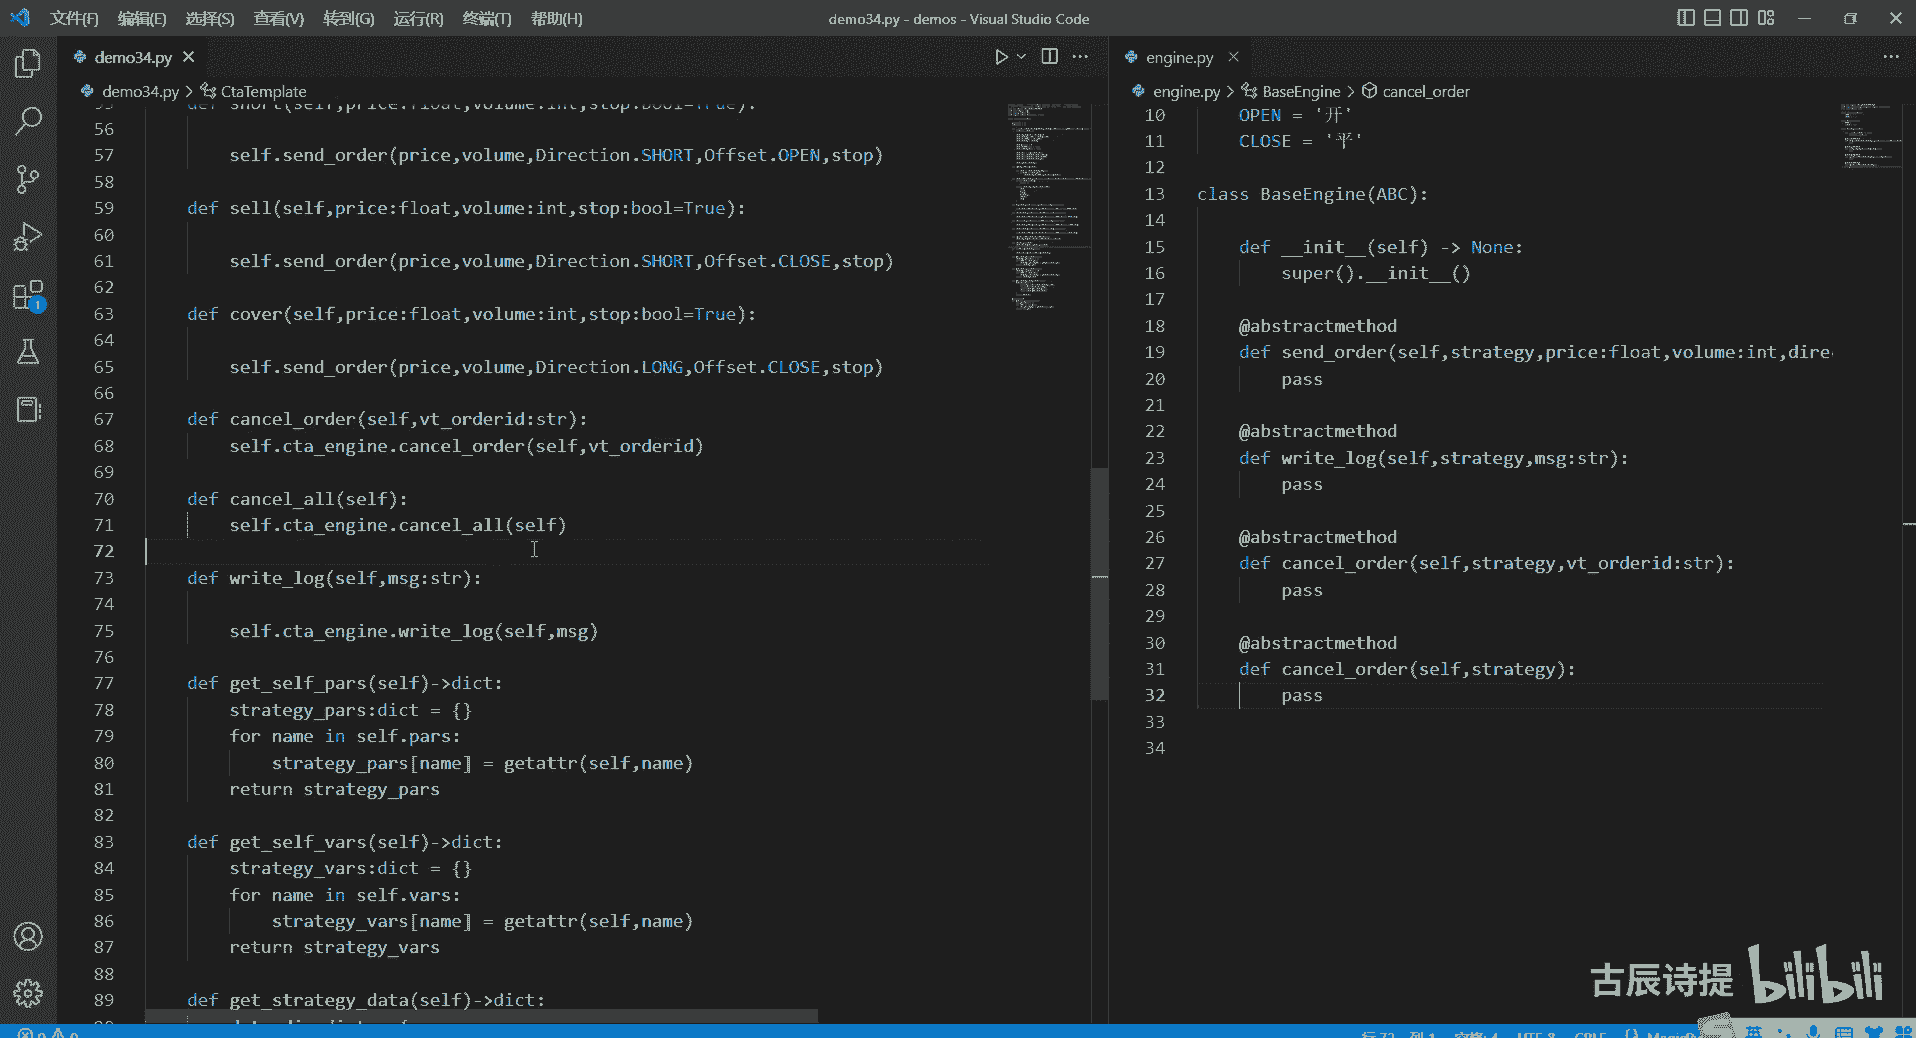 文件(F) 编辑(E) 选择(S) 查看(V) 转到(G) 运行(R) 终端(T) 帮助(H)
demo34.py - demos - Visual Studio Code
demo34.py
demo34.py > CtaTemplate
def short(self,price:float,volume:int,stop:bool=True):
56
57 self.send_order(price,volume,Direction.SHORT,Offset.OPEN,stop)
58
59 def sell(self,price:float,volume:int,stop:bool=True):
60
61 self.send_order(price,volume,Direction.SHORT,Offset.CLOSE,stop)
62
63 def cover(self,price:float,volume:int,stop:bool=True):
64
65 self.send_order(price,volume,Direction.LONG,Offset.CLOSE,stop)
66
67 def cancel_order(self,vt_orderid:str):
68 self.cta_engine.cancel_order(self,vt_orderid)
69
70 def cancel_all(self):
71 self.cta_engine.cancel_all(self)
72
73 def write_log(self,msg:str):
74
75 self.cta_engine.write_log(self,msg)
76
77 def get_self_pars(self)->dict:
78 strategy_pars:dict = {}
79 for name in self.pars:
80 strategy_pars[name] = getattr(self,name)
81 return strategy_pars
82
83 def get_self_vars(self)->dict:
84 strategy_vars:dict = {}
85 for name in self.vars:
86 strategy_vars[name] = getattr(self,name)
87 return strategy_vars
88
89 def get_strategy_data(self)->dict:
engine.py
engine.py > BaseEngine > cancel_order
10 OPEN = '开'
11 CLOSE = '平'
12
13 class BaseEngine(ABC):
14
15 def __init__(self) -> None:
16 super().__init__()
17
18 @abstractmethod
19 def send_order(self,strategy,price:float,volume:int,dire
20 pass
21
22 @abstractmethod
23 def write_log(self,strategy,msg:str):
24 pass
25
26 @abstractmethod
27 def cancel_order(self,strategy,vt_orderid:str):
28 pass
29
30 @abstractmethod
31 def cancel_order(self,strategy):
32 pass
33
34
1
古辰诗提 bilibili
行 72, 列 1 空格: 4 UTF-8 CRLF
英